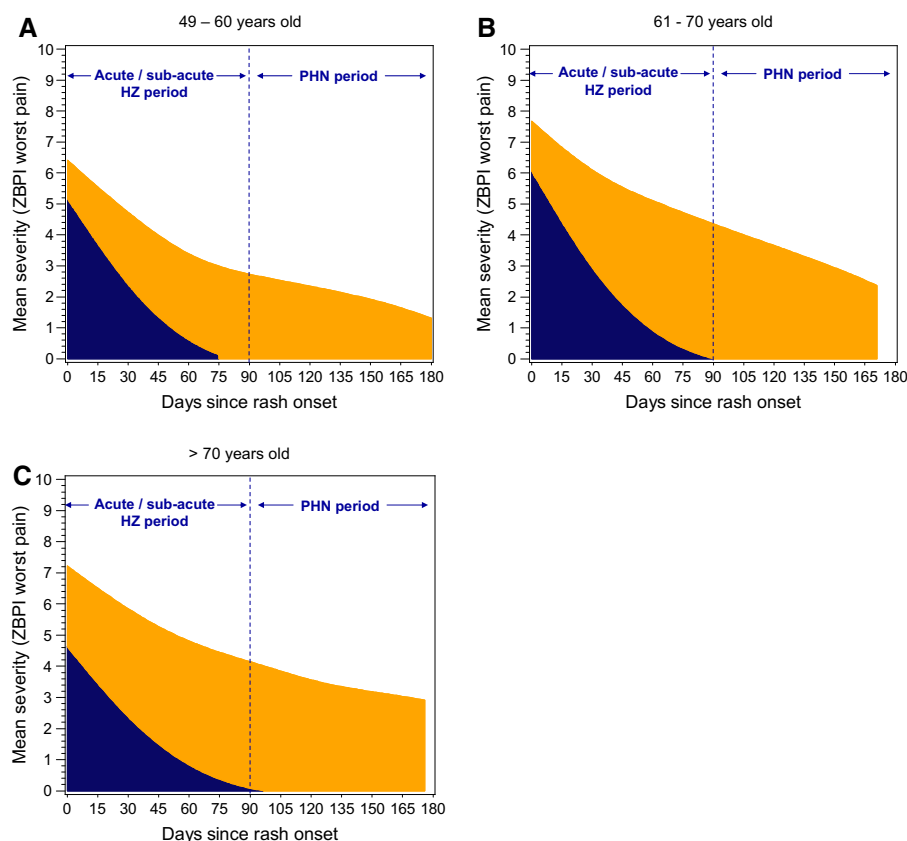 A
49 – 60 years old
Mean severity (ZBPI worst pain)
10
9
8
7
6
5
4
3
2
1
0
Acute / sub-acute
HZ period
PHN period
0 15 30 45 60 75 90 105 120 135 150 165 180
Days since rash onset
B
61 - 70 years old
Mean severity (ZBPI worst pain)
10
9
8
7
6
5
4
3
2
1
0
Acute / sub-acute
HZ period
PHN period
0 15 30 45 60 75 90 105 120 135 150 165 180
Days since rash onset
C
> 70 years old
Mean severity (ZBPI worst pain)
10
9
8
7
6
5
4
3
2
1
0
Acute / sub-acute
HZ period
PHN period
0 15 30 45 60 75 90 105 120 135 150 165 180
Days since rash onset